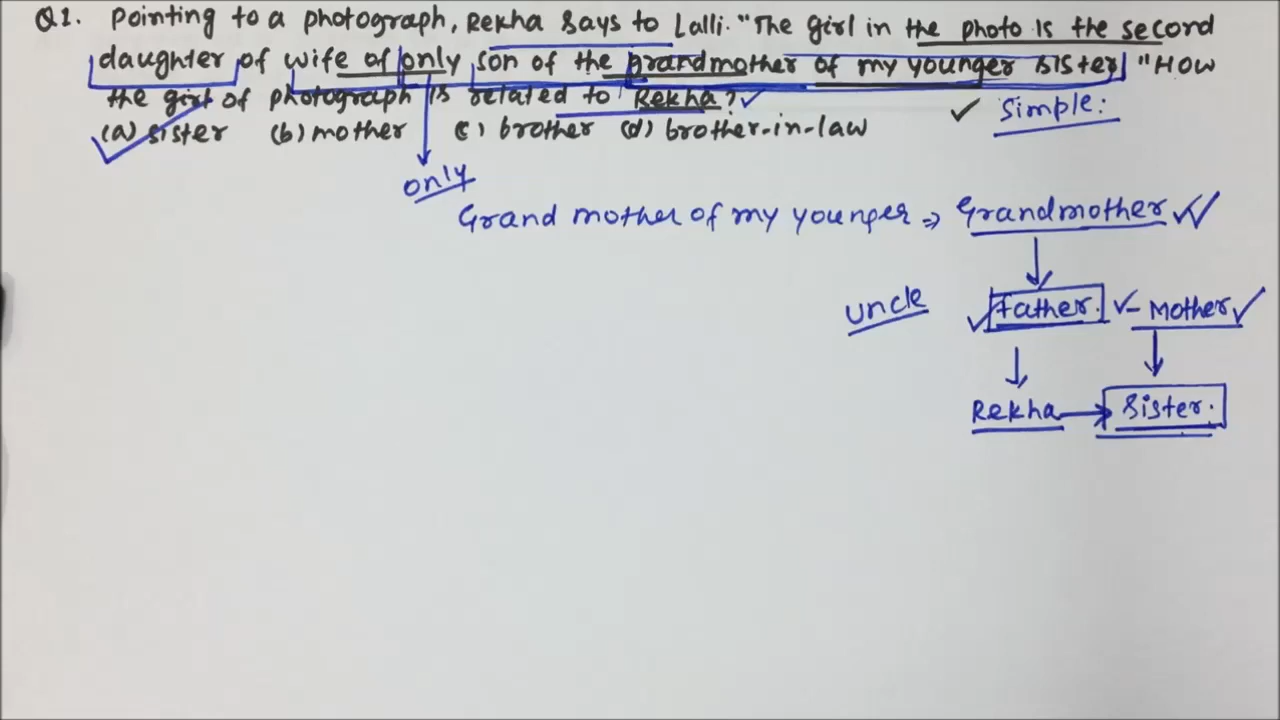 Q1. Pointing to a photograph, Rekha says to Lalli. "The girl in the photo is the second
daughter of wife of only son of the grandmother of my younger sister "How
the girl of photograph is related to Rekha?
(a) sister (b) mother (c) brother (d) brother-in-law
Simple:
only
Grand mother of my younger ⇒ Grandmother
uncle Father. - Mother
Rekha → Sister.